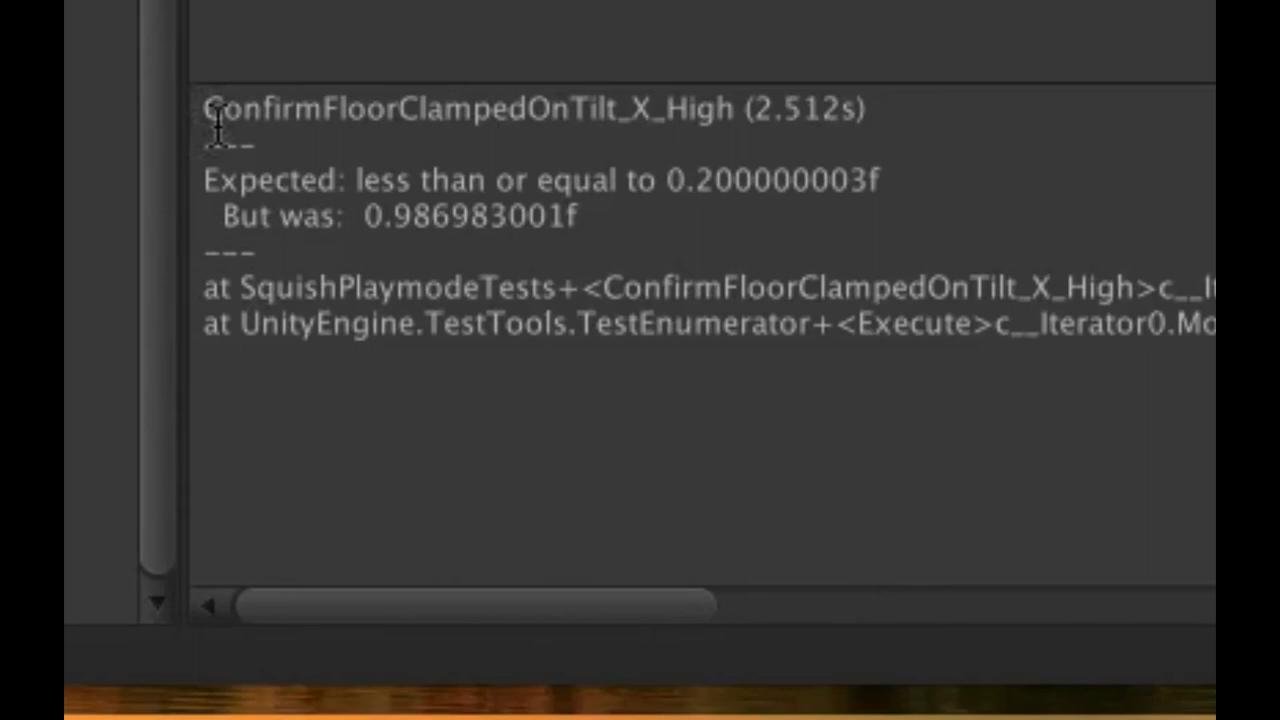 ConfirmFloorClampedOnTilt_X_High (2.512s)
---
Expected: less than or equal to 0.200000003f
But was: 0.986983001f
---
at SquishPlaymodeTests+<ConfirmFloorClampedOnTilt_X_High>c__It
at UnityEngine.TestTools.TestEnumerator+<Execute>c__Iterator0.Mo